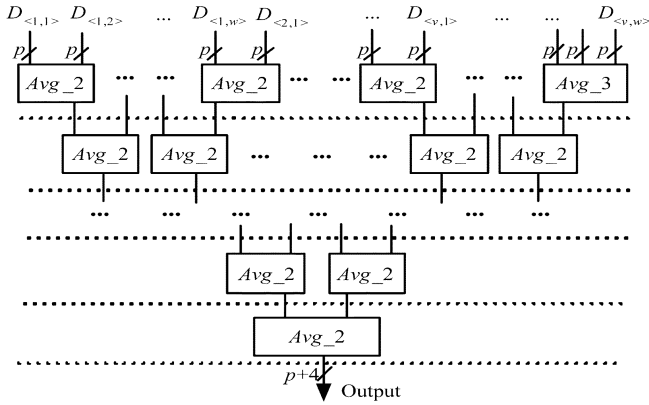 D<1,1> D<1,2> ... D<1,w> D<2,1> ... D<v,1> ... ... D<v,w>
p p p p p p p p p
Avg_2 ... ... Avg_2 ... ... Avg_2 ... ... Avg_3
Avg_2 Avg_2 ... ... ... Avg_2 Avg_2
... ... ... ... ... ... ...
Avg_2 Avg_2
Avg_2
p+4
Output